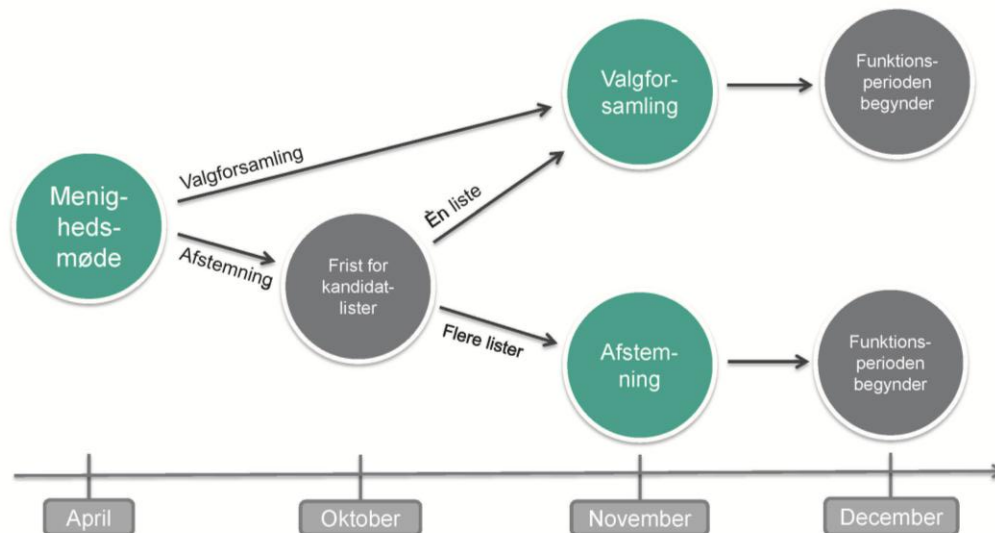 Menig-
heds-
møde
Valgforsamling
Afstemning
Frist for
kandidat-
lister
Èn liste
Flere lister
Valgfor-
samling
Afstem-
ning
Funktions-
perioden
begynder
Funktions-
perioden
begynder
April
Oktober
November
December